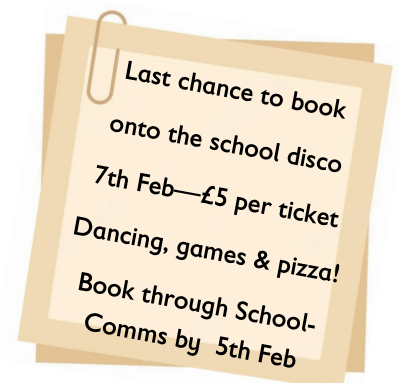 Last chance to book
onto the school disco
7th Feb—£5 per ticket
Dancing, games & pizza!
Book through School-
Comms by 5th Feb